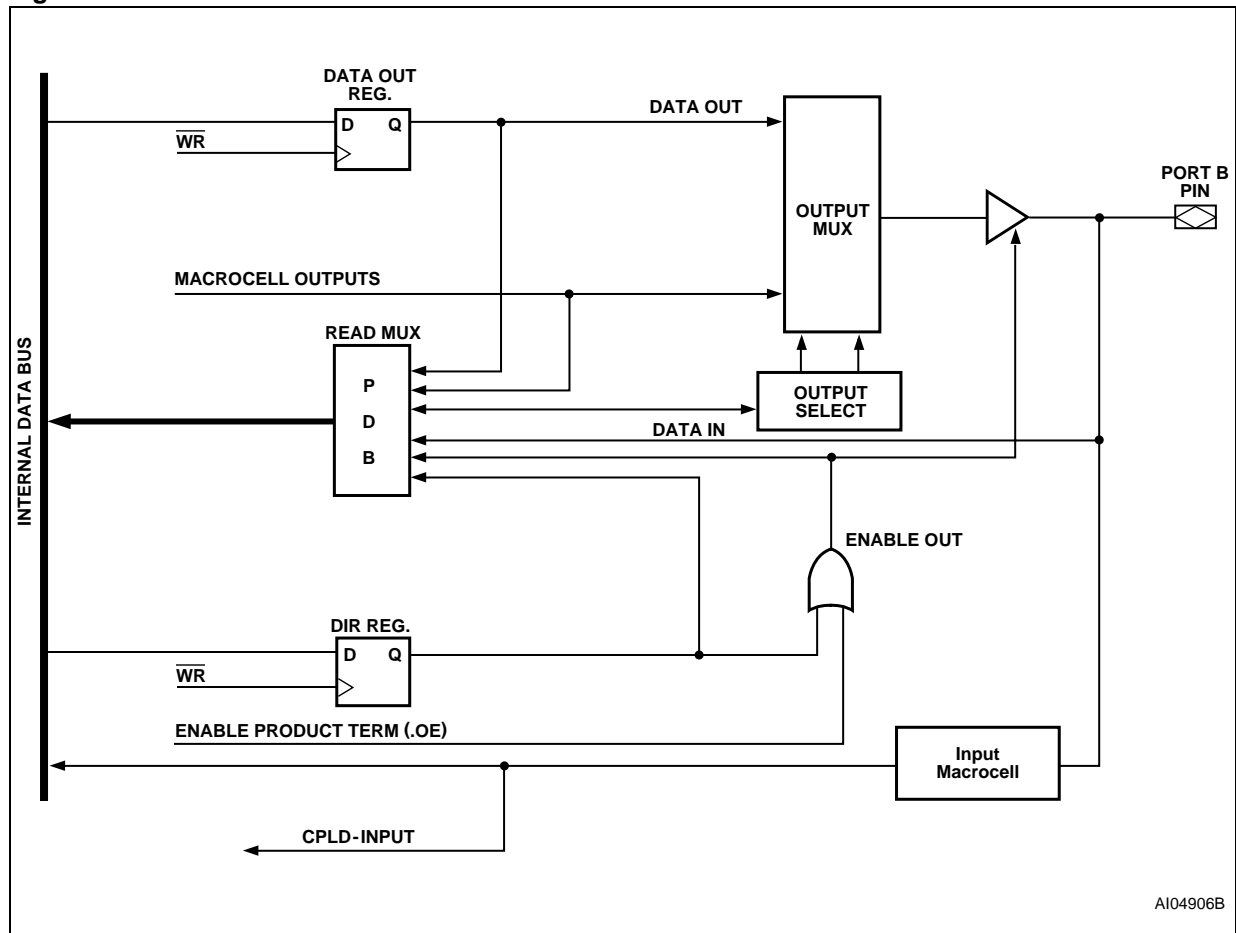 DATA OUT
REG.
D Q
WR
DATA OUT
PORT B
PIN
OUTPUT
MUX
MACROCELL OUTPUTS
READ MUX
P
D
B
OUTPUT
SELECT
DATA IN
INTERNAL DATA BUS
ENABLE OUT
DIR REG.
D Q
WR
ENABLE PRODUCT TERM (.OE)
Input
Macrocell
CPLD-INPUT
AI04906B